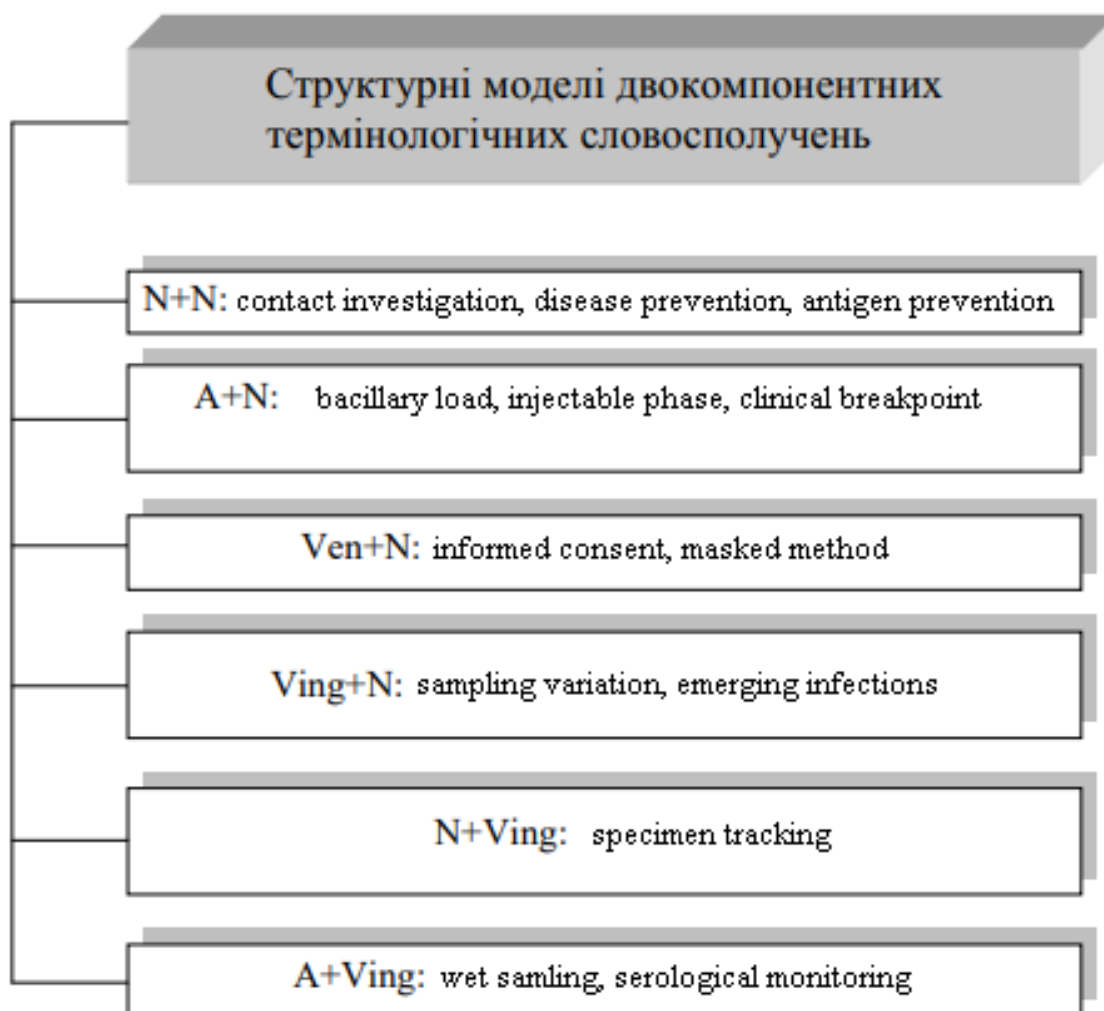 Структурні моделі двокомпонентних
термінологічних словосполучень
N+N: contact investigation, disease prevention, antigen prevention
A+N: bacillary load, injectable phase, clinical breakpoint
Ven+N: informed consent, masked method
Ving+N: sampling variation, emerging infections
N+Ving: specimen tracking
A+Ving: wet samling, serological monitoring